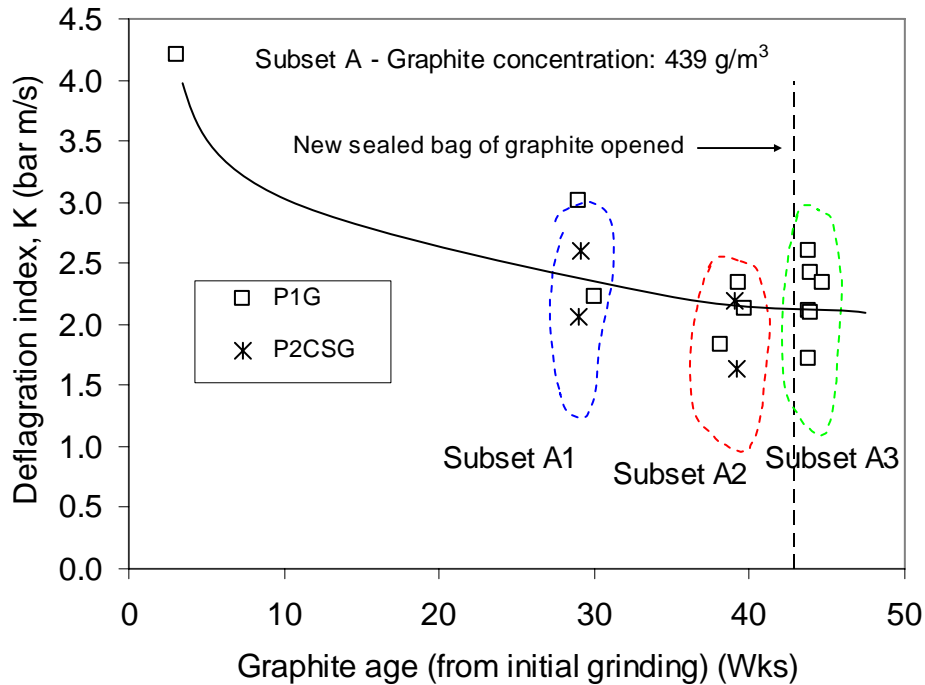 Deflagration index, K (bar m/s)
4.5
4.0
3.5
3.0
2.5
2.0
1.5
1.0
0.5
0.0
Subset A - Graphite concentration: 439 g/m³
New sealed bag of graphite opened
P1G
P2CSG
Subset A1
Subset A2
Subset A3
0 10 20 30 40 50
Graphite age (from initial grinding) (Wks)